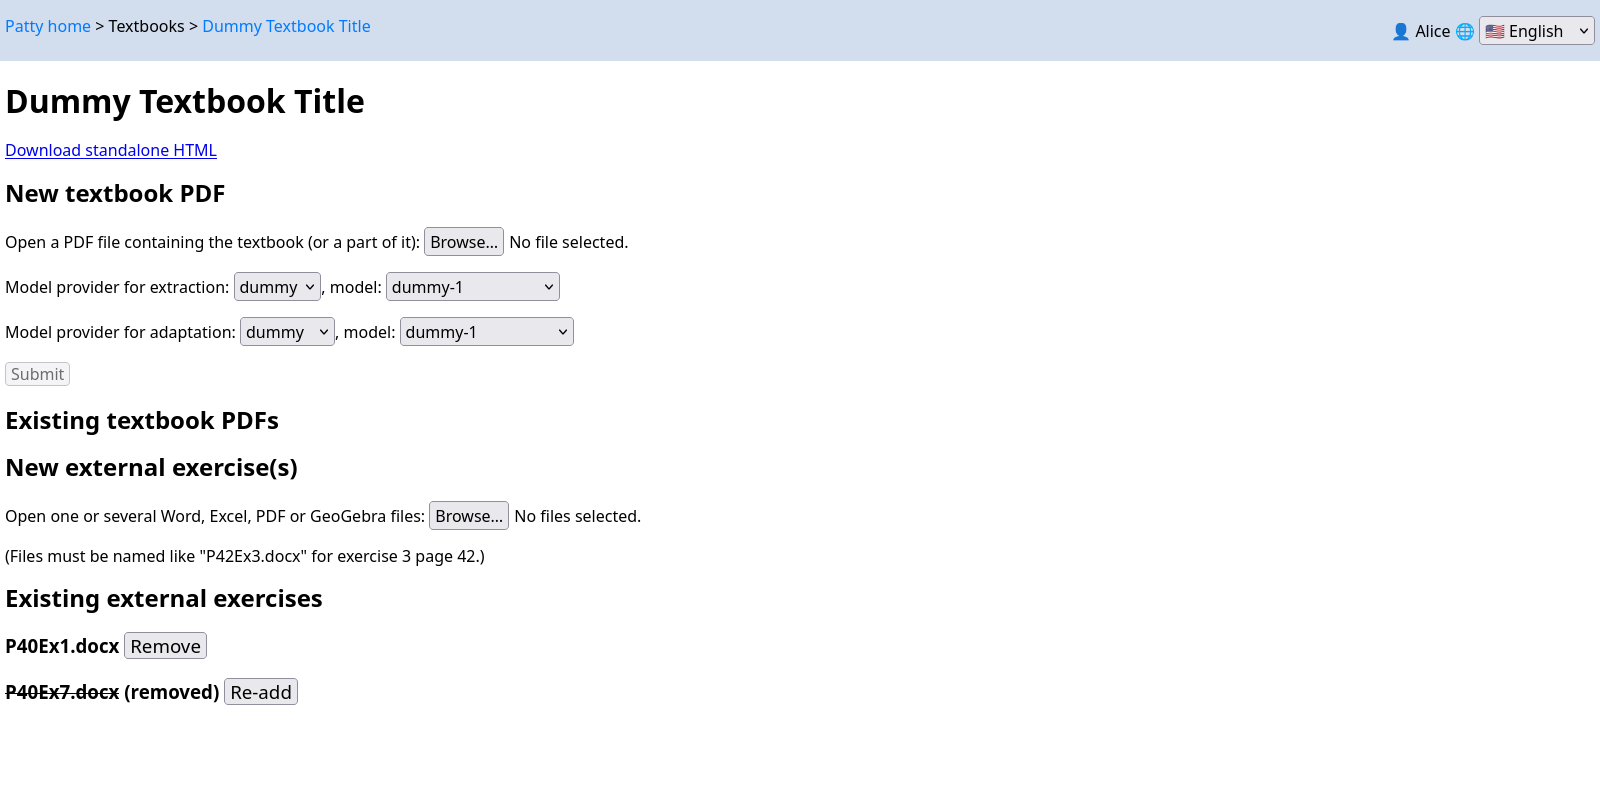 Patty home > Textbooks > Dummy Textbook Title
👤 Alice 🌐 🇺🇸 English
Dummy Textbook Title
Download standalone HTML
New textbook PDF
Open a PDF file containing the textbook (or a part of it): Browse... No file selected.
Model provider for extraction: dummy, model: dummy-1
Model provider for adaptation: dummy, model: dummy-1
Submit
Existing textbook PDFs
New external exercise(s)
Open one or several Word, Excel, PDF or GeoGebra files: Browse... No files selected.
(Files must be named like "P42Ex3.docx" for exercise 3 page 42.)
Existing external exercises
P40Ex1.docx Remove
P40Ex7.docx (removed) Re-add